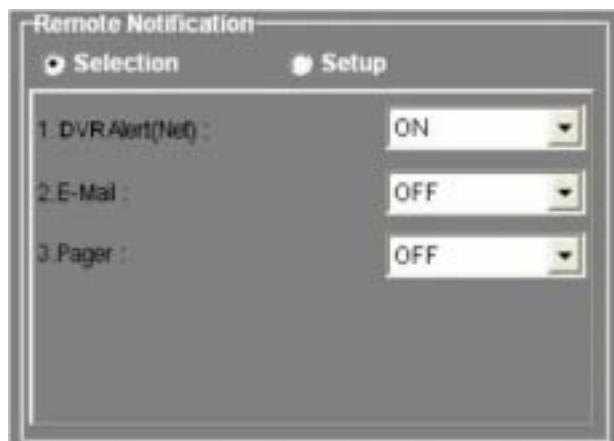 Remote Notification
Selection Setup
1. DVR Alert(Net) : ON
2.E-Mail : OFF
3.Pager : OFF